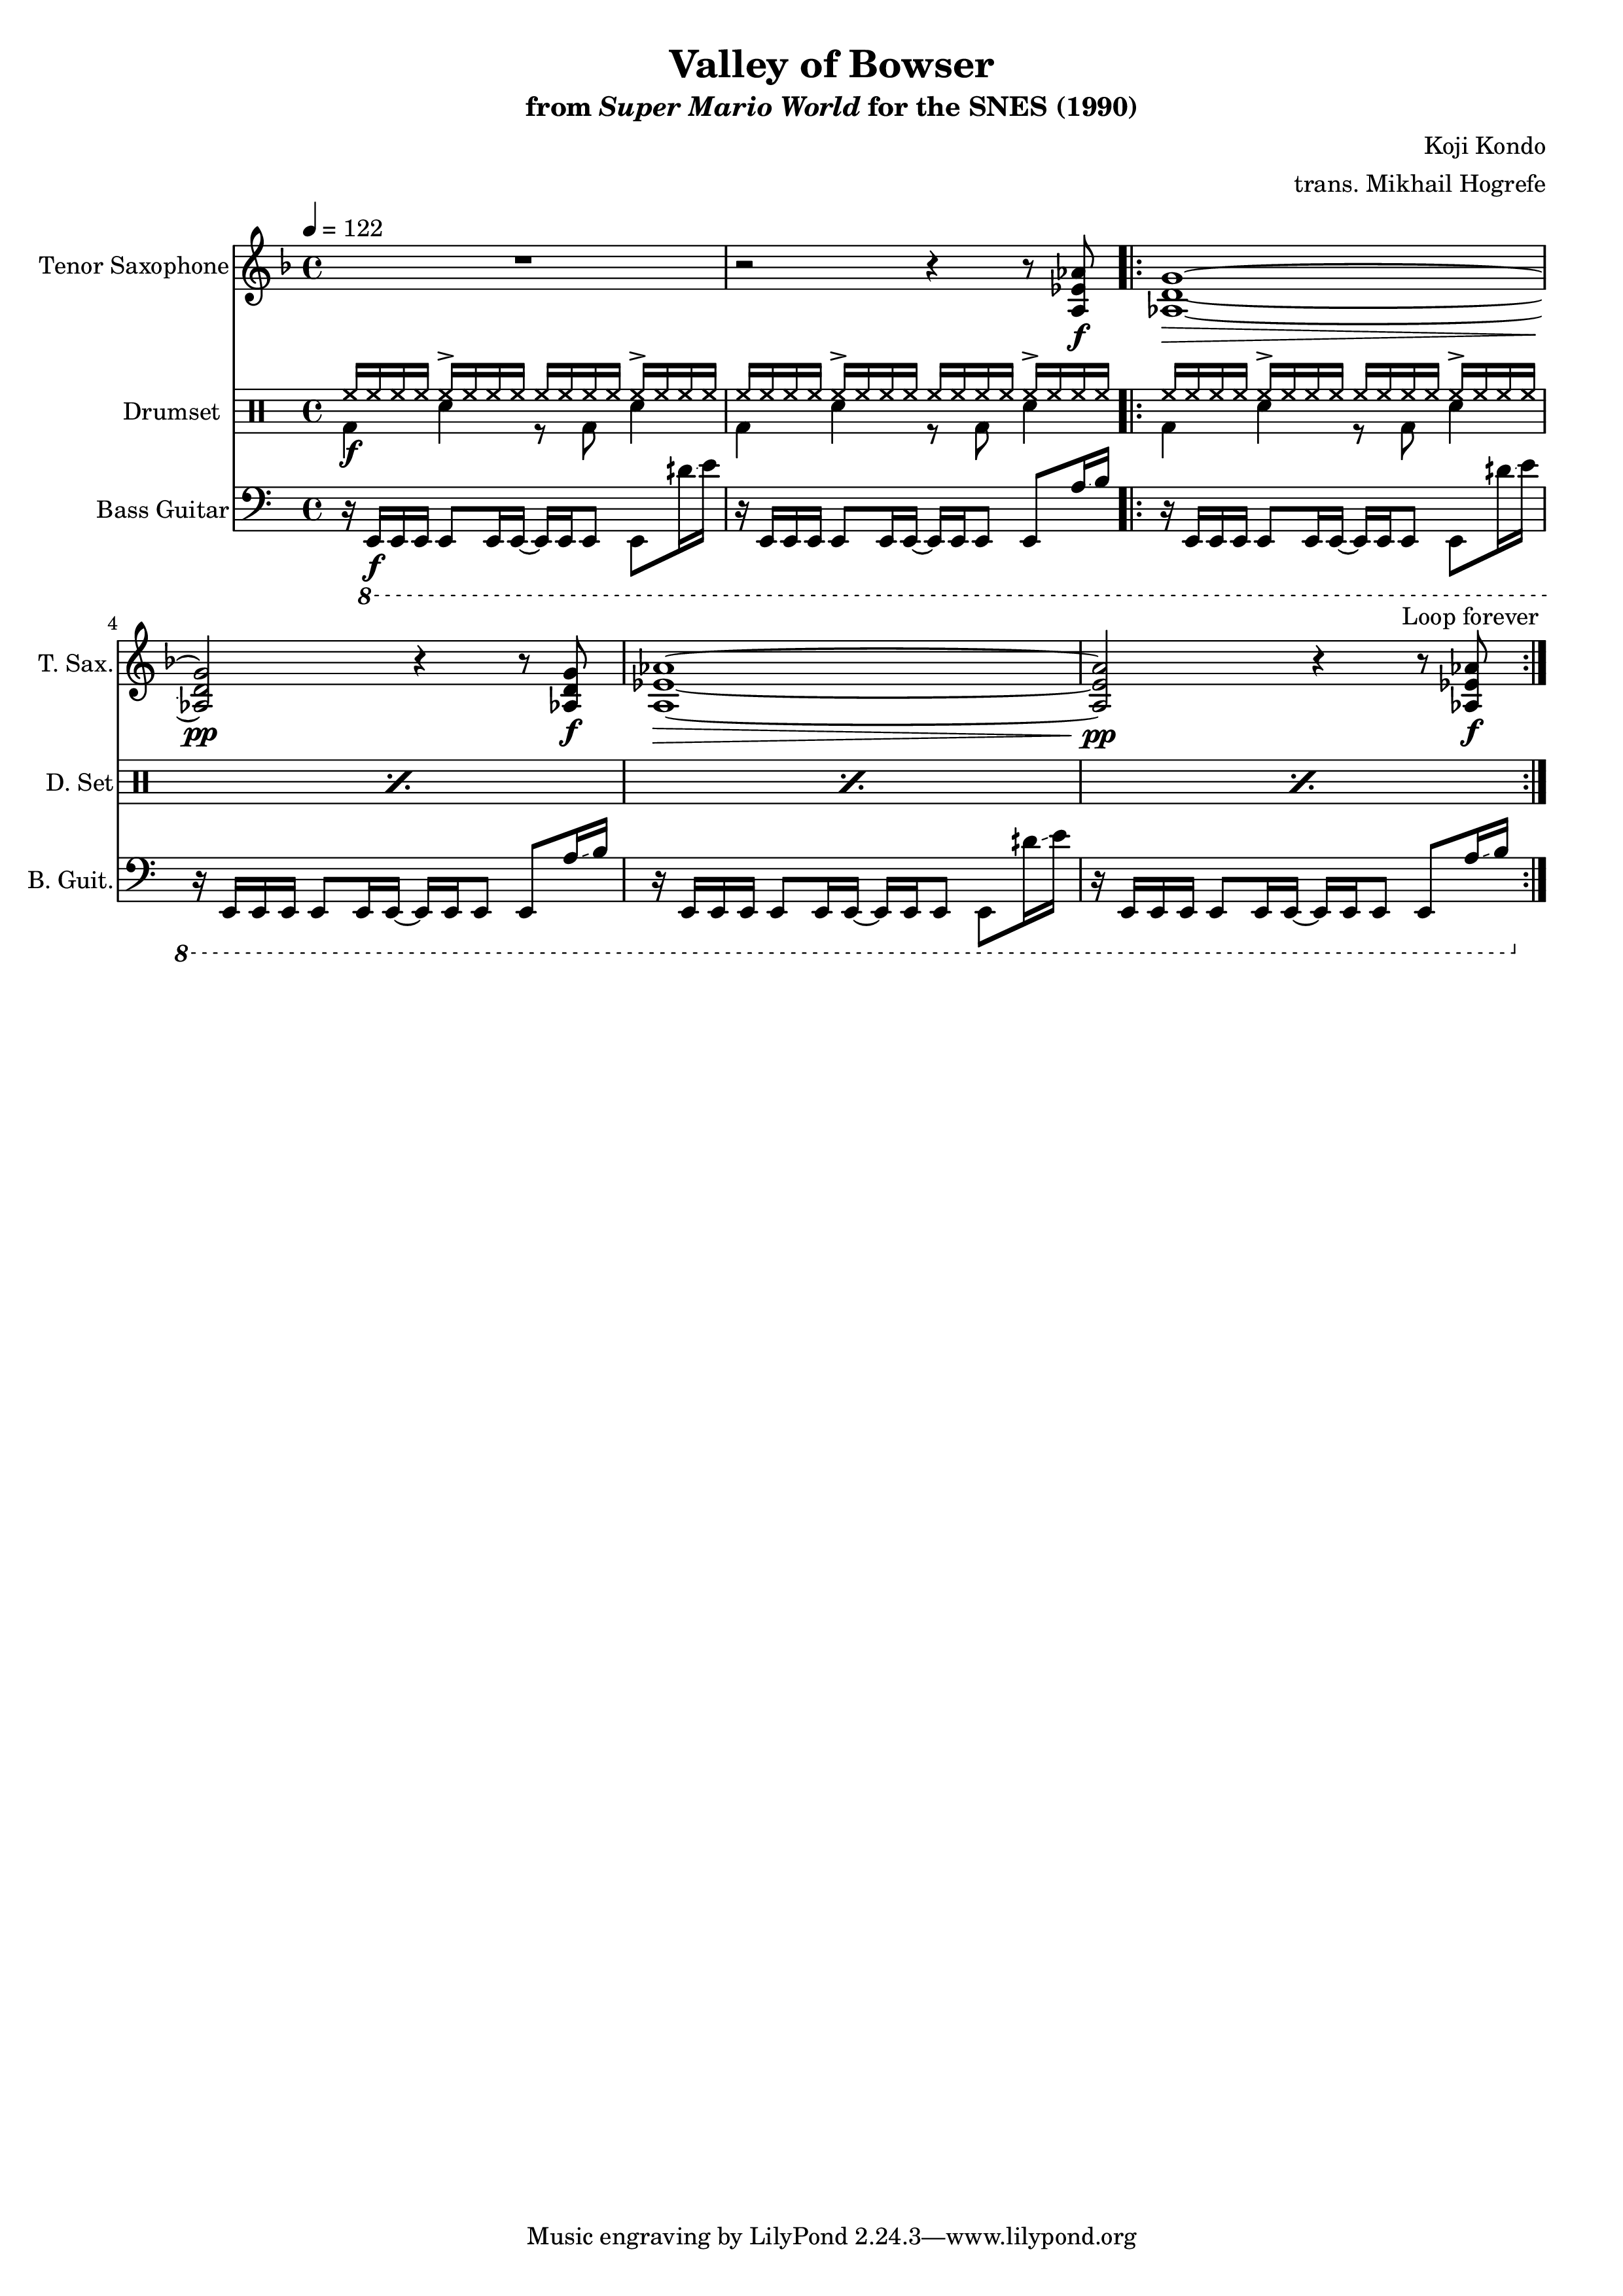 Valley of Bowser
from Super Mario World for the SNES (1990)
Koji Kondo
trans. Mikhail Hogrefe
= 122
Tenor Saxophone
f
Drumset
f
Bass Guitar
f
8
4
Loop forever
T. Sax.
pp
f
pp
f
D. Set
B. Guit.
8
Music engraving by LilyPond 2.24.3—www.lilypond.org